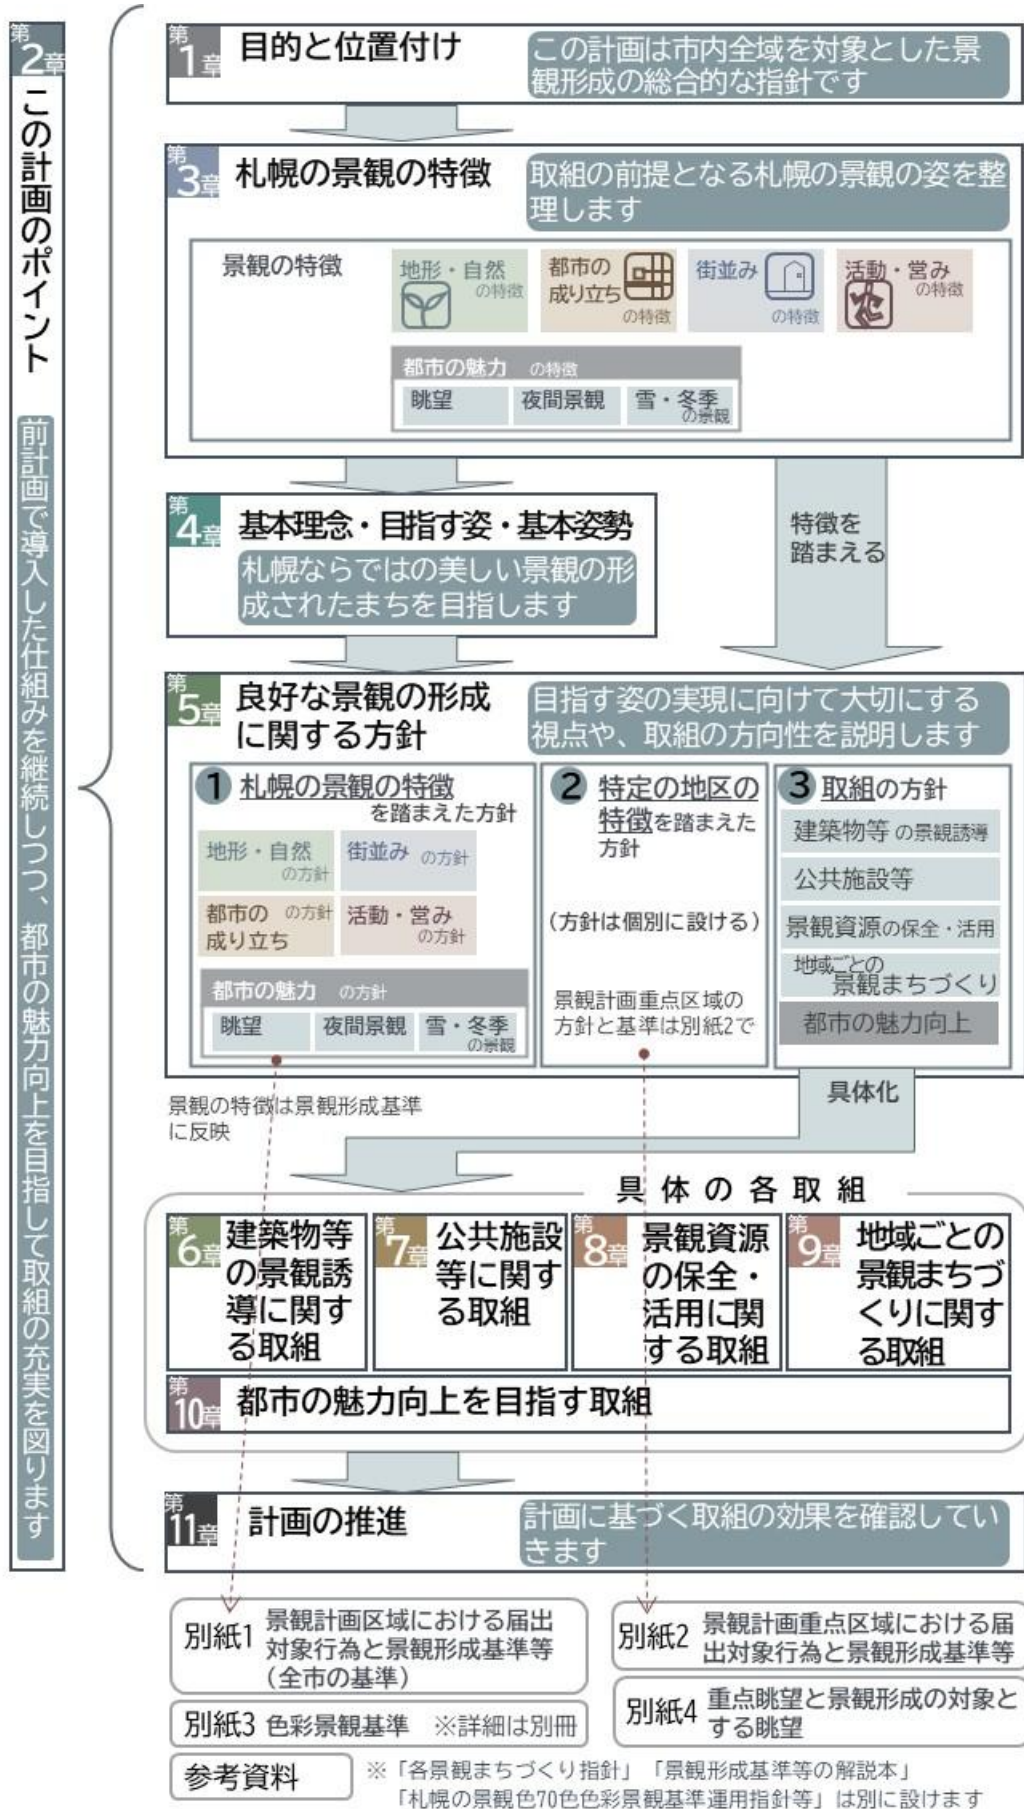 第2章
この計画のポイント
前計画で導入した仕組みを継続しつつ、都市の魅力向上を目指して取組の充実を図ります
第1章
目的と位置付け
この計画は市内全域を対象とした景
観形成の総合的な指針です
第3章
札幌の景観の特徴
取組の前提となる札幌の景観の姿を整
理します
景観の特徴
地形・自然
の特徴
都市の
成り立ち
の特徴
街並み
の特徴
活動・営み
の特徴
都市の魅力 の特徴
眺望
夜間景観
雪・冬季
の景観
第4章
基本理念・目指す姿・基本姿勢
札幌ならではの美しい景観の形
成されたまちを目指します
特徴を
踏まえる
第5章
良好な景観の形成
に関する方針
目指す姿の実現に向けて大切にする
視点や、取組の方向性を説明します
1 札幌の景観の特徴
を踏まえた方針
地形・自然
の方針
街並み の方針
都市の の方針
成り立ち
活動・営み
の方針
都市の魅力 の方針
眺望
夜間景観
雪・冬季
の景観
2 特定の地区の
特徴を踏まえた
方針
(方針は個別に設ける)
景観計画重点区域の
方針と基準は別紙2で
3 取組の方針
建築物等 の景観誘導
公共施設等
景観資源の保全・活用
地域ごとの
景観まちづくり
都市の魅力向上
景観の特徴は景観形成基準
に反映
具体化
具体の各取組
第6章
建築物等
の景観誘
導に関す
る取組
第7章
公共施設
等に関す
る取組
第8章
景観資源
の保全・
活用に関
する取組
第9章
地域ごとの
景観まちづ
くりに関す
る取組
第10章
都市の魅力向上を目指す取組
第11章
計画の推進
計画に基づく取組の効果を確認してい
きます
別紙1
景観計画区域における届出
対象行為と景観形成基準等
(全市の基準)
別紙2
景観計画重点区域における届
出対象行為と景観形成基準等
別紙3 色彩景観基準 ※詳細は別冊
別紙4
重点眺望と景観形成の対象と
する眺望
参考資料
※「各景観まちづくり指針」「景観形成基準等の解説本」
「札幌の景観色70色色彩景観基準運用指針等」は別に設けます